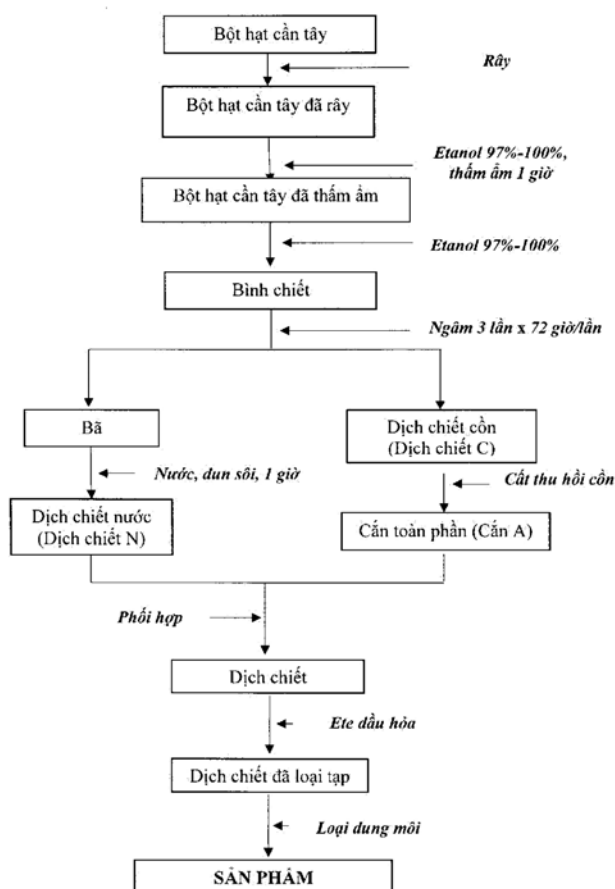 Bột hạt cần tây
Rây
Bột hạt cần tây đã rây
Etanol 97%-100%,
thấm ẩm 1 giờ
Bột hạt cần tây đã thấm ẩm
Etanol 97%-100%
Bình chiết
Ngâm 3 lần x 72 giờ/lần
Bã
Dịch chiết cồn
(Dịch chiết C)
Nước, đun sôi, 1 giờ
Cất thu hồi cồn
Dịch chiết nước
(Dịch chiết N)
Cắn toàn phần (Cắn A)
Phối hợp
Dịch chiết
Ete dầu hỏa
Dịch chiết đã loại tạp
Loại dung môi
SẢN PHẨM